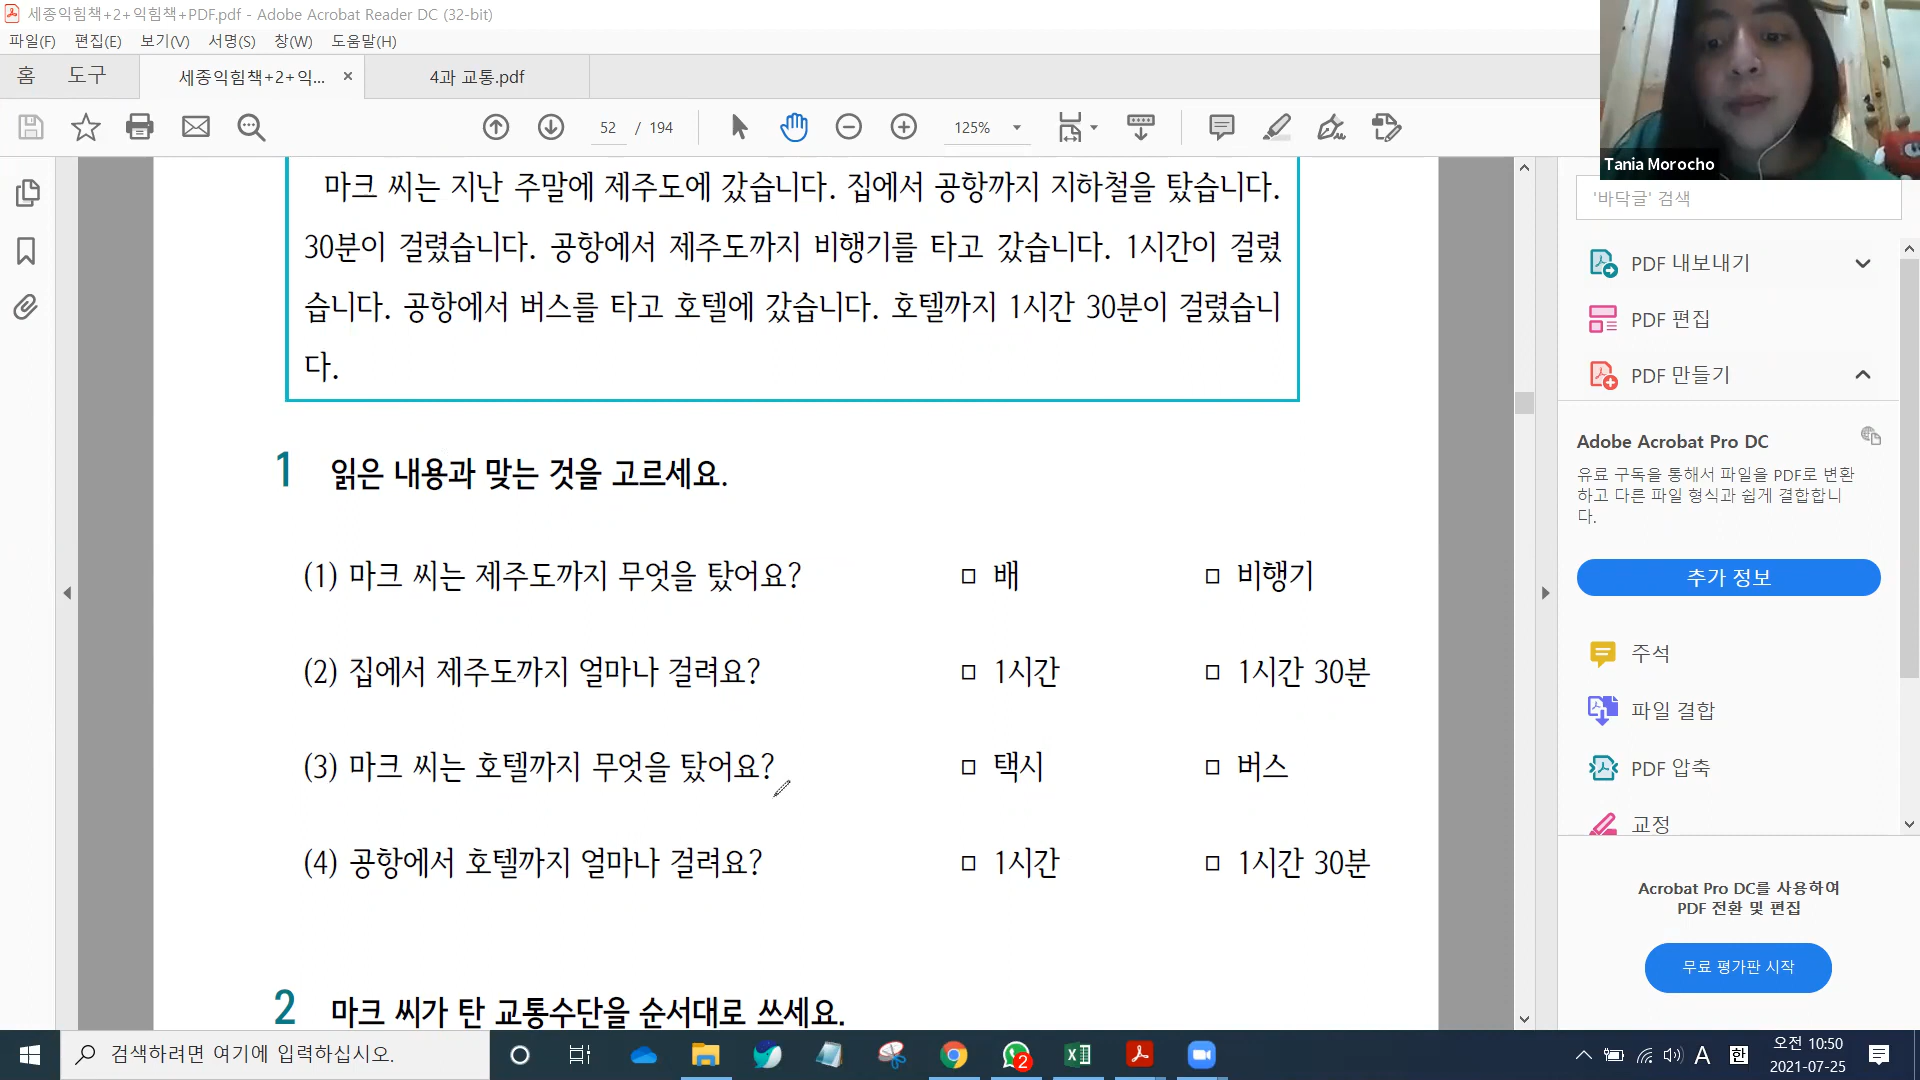 세종익힘책+2+익힘책+PDF.pdf - Adobe Acrobat Reader DC (32-bit)
파일(F) 편집(E) 보기(V) 서명(S) 창(W) 도움말(H)
홈 도구 세종익힘책+2+익... × 4과 교통.pdf
52 / 194 125%
Tania Morocho
마크 씨는 지난 주말에 제주도에 갔습니다. 집에서 공항까지 지하철을 탔습니다.
30분이 걸렸습니다. 공항에서 제주도까지 비행기를 타고 갔습니다. 1시간이 걸렸
습니다. 공항에서 버스를 타고 호텔에 갔습니다. 호텔까지 1시간 30분이 걸렸습니
다.
1 읽은 내용과 맞는 것을 고르세요.
(1) 마크 씨는 제주도까지 무엇을 탔어요? □ 배 □ 비행기
(2) 집에서 제주도까지 얼마나 걸려요? □ 1시간 □ 1시간 30분
(3) 마크 씨는 호텔까지 무엇을 탔어요? □ 택시 □ 버스
(4) 공항에서 호텔까지 얼마나 걸려요? □ 1시간 □ 1시간 30분
2 마크 씨가 탄 교통수단을 순서대로 쓰세요.
'바닥글' 검색
PDF 내보내기
PDF 편집
PDF 만들기
Adobe Acrobat Pro DC
유료 구독을 통해서 파일을 PDF로 변환
하고 다른 파일 형식과 쉽게 결합합니
다.
추가 정보
주석
파일 결합
PDF 압축
교정
Acrobat Pro DC를 사용하여
PDF 전환 및 편집
무료 평가판 시작
검색하려면 여기에 입력하십시오.
2
A 한
오전 10:50
2021-07-25